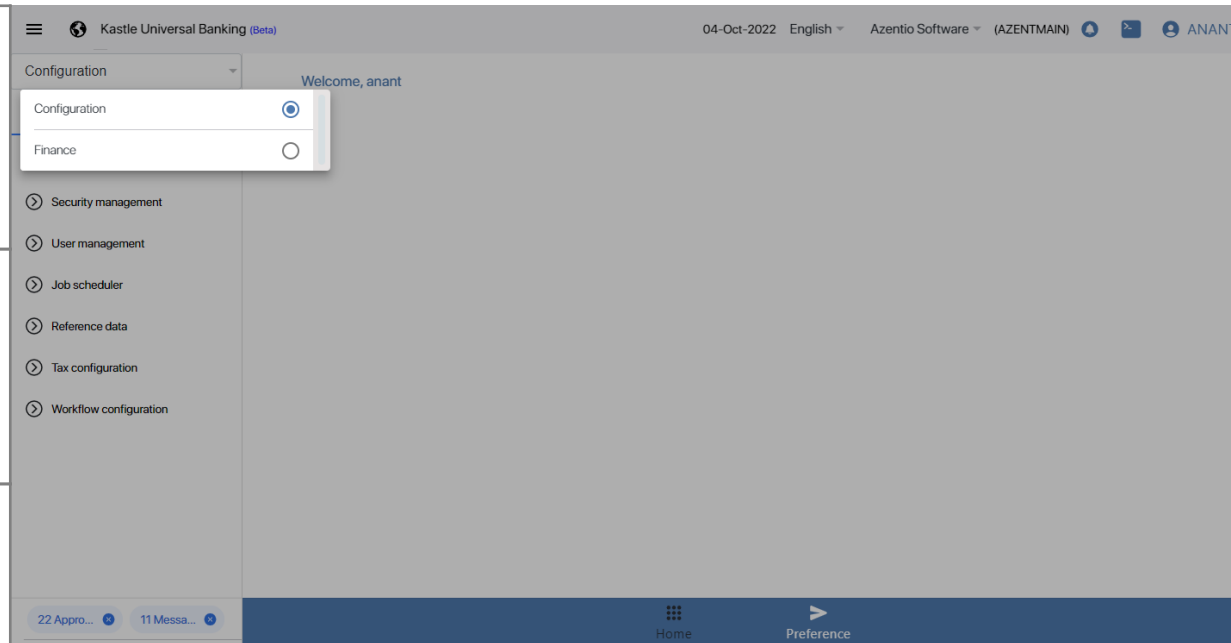 Kastle Universal Banking (Beta)
04-Oct-2022 English Azentio Software (AZENTMAIN) ANANT
Configuration
Welcome, anant
Configuration
Finance
Security management
User management
Job scheduler
Reference data
Tax configuration
Workflow configuration
22 Appro... 11 Messa...
Home
Preference